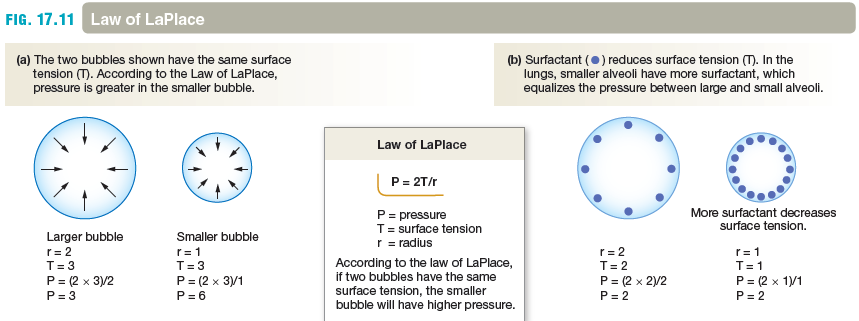 FIG. 17.11 Law of LaPlace
(a) The two bubbles shown have the same surface
tension (T). According to the Law of LaPlace,
pressure is greater in the smaller bubble.
(b) Surfactant ( ) reduces surface tension (T). In the
lungs, smaller alveoli have more surfactant, which
equalizes the pressure between large and small alveoli.
Larger bubble
r = 2
T = 3
P = (2 × 3)/2
P = 3
Smaller bubble
r = 1
T = 3
P = (2 × 3)/1
P = 6
Law of LaPlace
P = 2T/r
P = pressure
T = surface tension
r = radius
According to the law of LaPlace,
if two bubbles have the same
surface tension, the smaller
bubble will have higher pressure.
r = 2
T = 2
P = (2 × 2)/2
P = 2
More surfactant decreases
surface tension.
r = 1
T = 1
P = (2 × 1)/1
P = 2